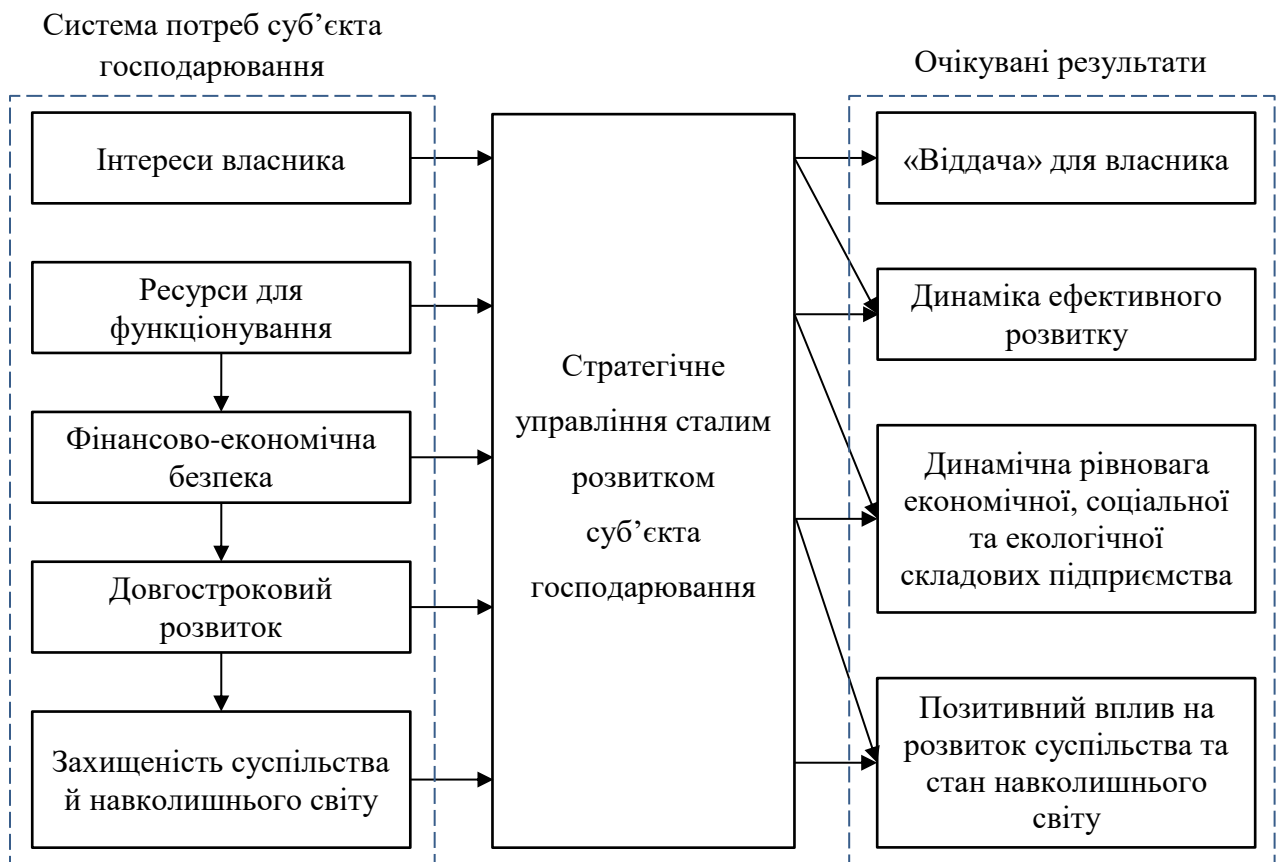 Система потреб суб’єкта
господарювання
Інтереси власника
Ресурси для
функціонування
Фінансово-економічна
безпека
Довгостроковий
розвиток
Захищеність суспільства
й навколишнього світу
Стратегічне
управління сталим
розвитком
суб’єкта
господарювання
Очікувані результати
«Віддача» для власника
Динаміка ефективного
розвитку
Динамічна рівновага
економічної, соціальної
та екологічної
складових підприємства
Позитивний вплив на
розвиток суспільства та
стан навколишнього
світу